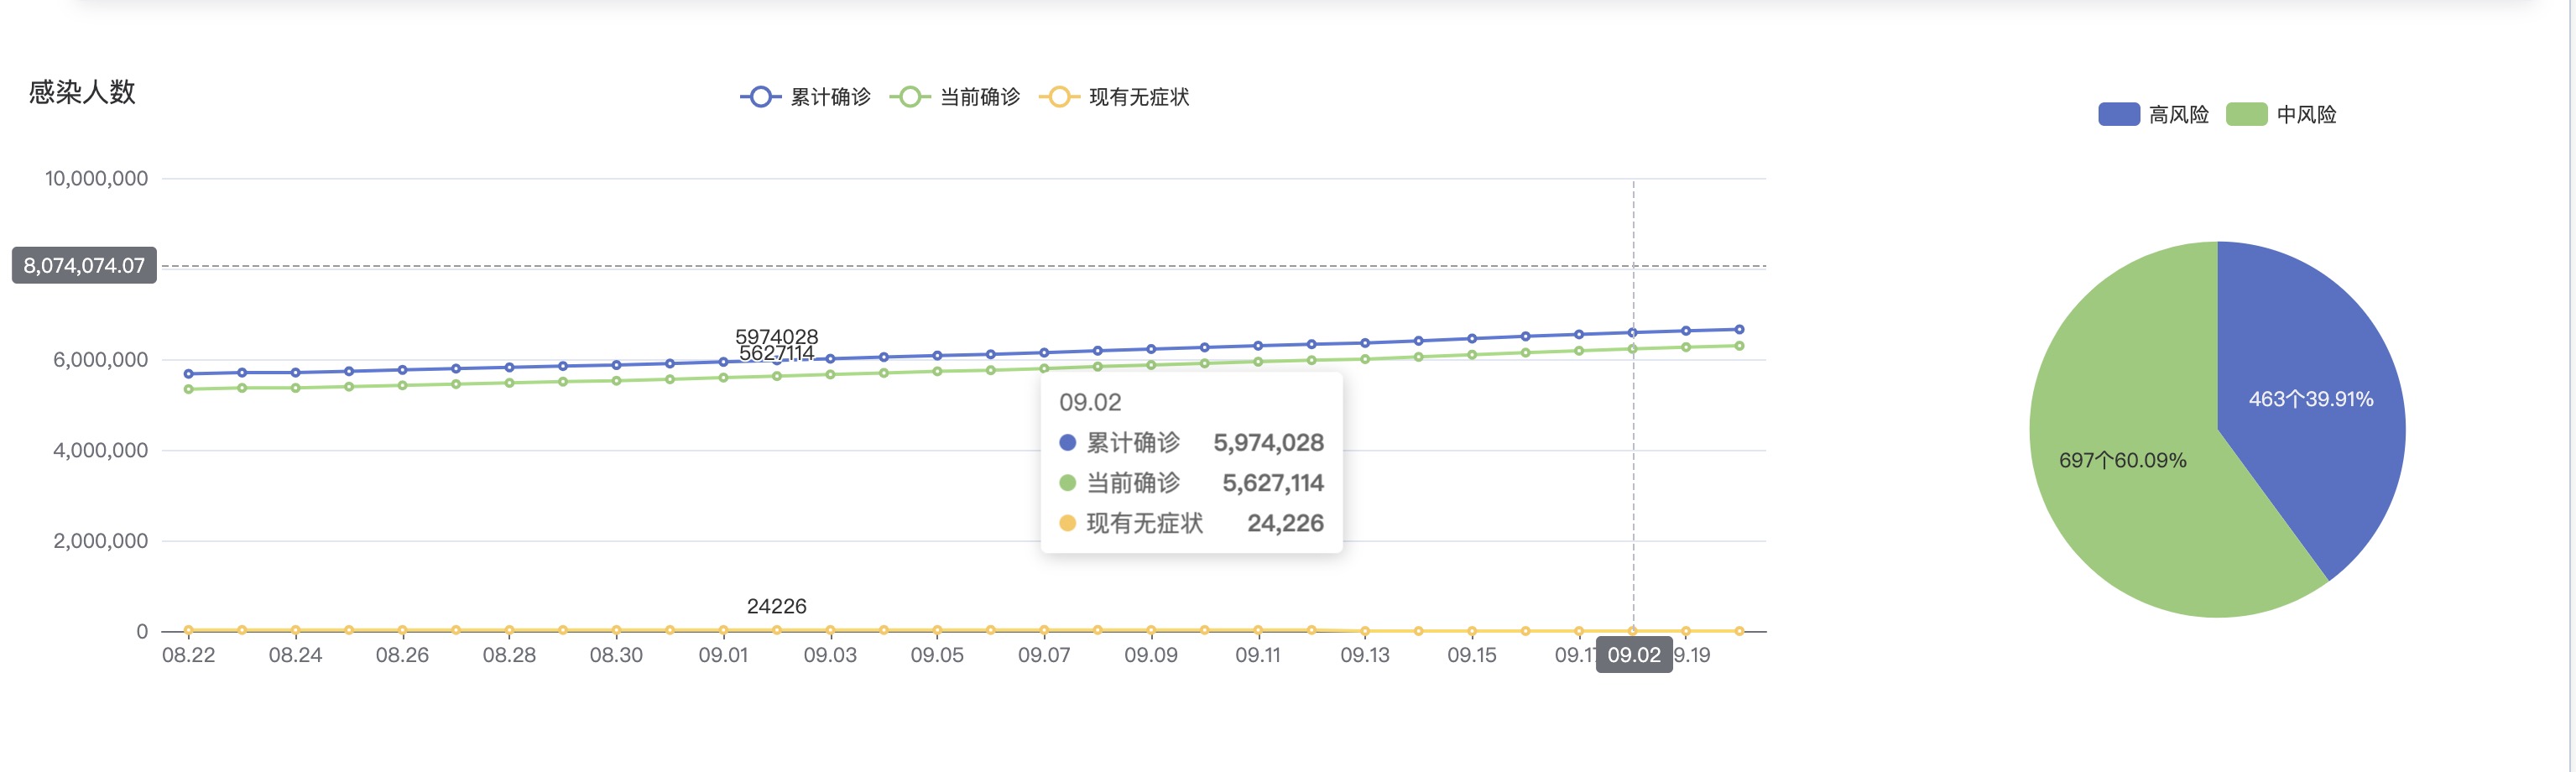 感染人数
累计确诊 当前确诊 现有无症状
高风险 中风险
10,000,000
8,074,074.07
6,000,000
4,000,000
2,000,000
0
5974028
5627114
24226
09.02
累计确诊 5,974,028
当前确诊 5,627,114
现有无症状 24,226
463个39.91%
697个60.09%
08.22 08.24 08.26 08.28 08.30 09.01 09.03 09.05 09.07 09.09 09.11 09.13 09.15 09.17 09.02 9.19